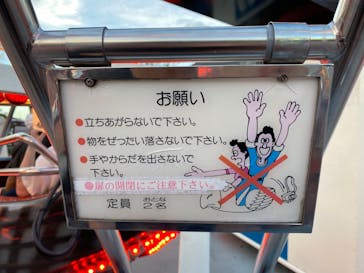 お願い
●立ちあがらないで下さい。
●物をぜったい落さないで下さい。
●手やからだを出さないで
下さい。
●扉の開閉にご注意下さい。
おとな
定員 2名